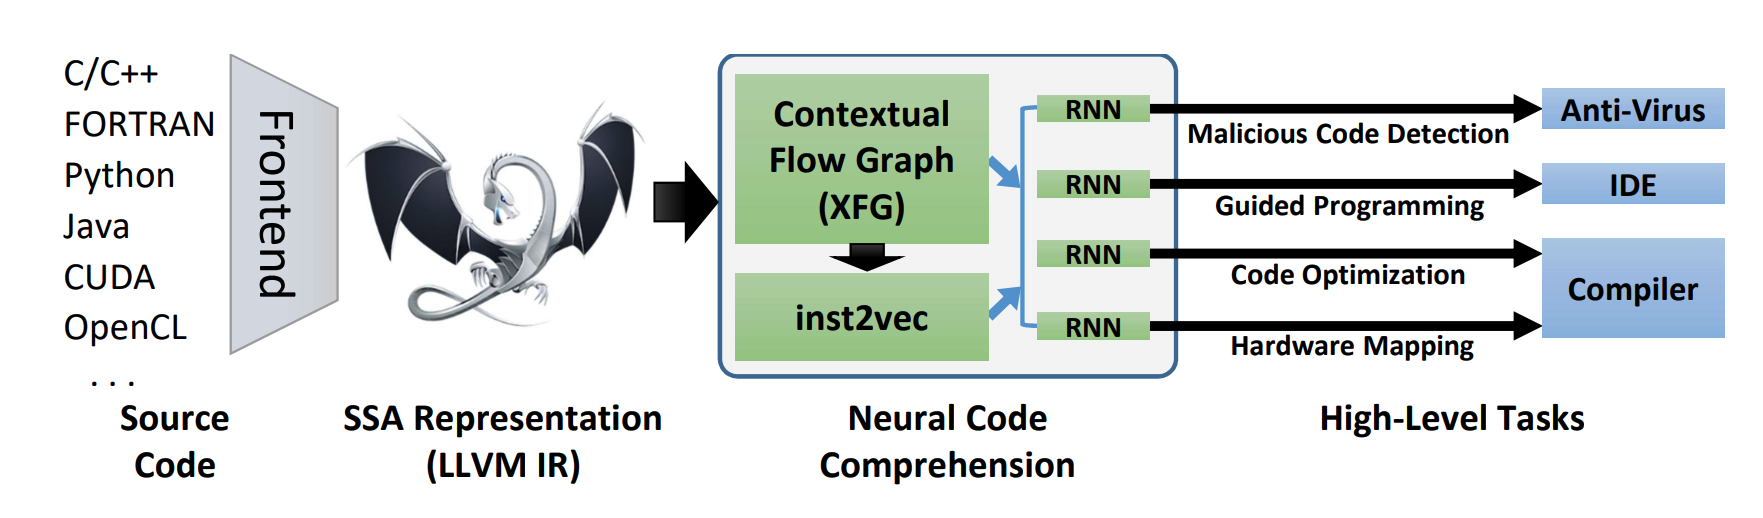 C/C++
FORTRAN
Python
Java
CUDA
OpenCL
. . .
Frontend
Contextual
Flow Graph
(XFG)
inst2vec
RNN
RNN
RNN
RNN
Malicious Code Detection
Guided Programming
Code Optimization
Hardware Mapping
Anti-Virus
IDE
Compiler
Source
Code
SSA Representation
(LLVM IR)
Neural Code
Comprehension
High-Level Tasks